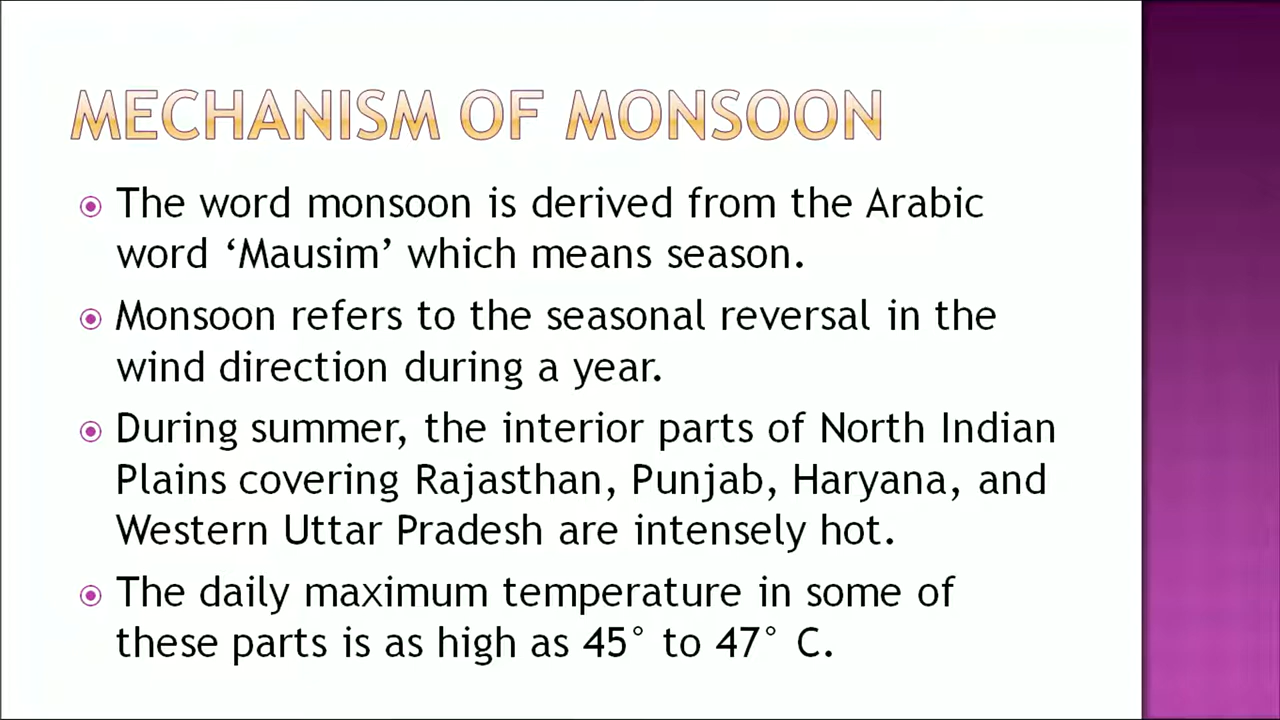 MECHANISM OF MONSOON
The word monsoon is derived from the Arabic
word ‘Mausim’ which means season.
Monsoon refers to the seasonal reversal in the
wind direction during a year.
During summer, the interior parts of North Indian
Plains covering Rajasthan, Punjab, Haryana, and
Western Uttar Pradesh are intensely hot.
The daily maximum temperature in some of
these parts is as high as 45° to 47° C.